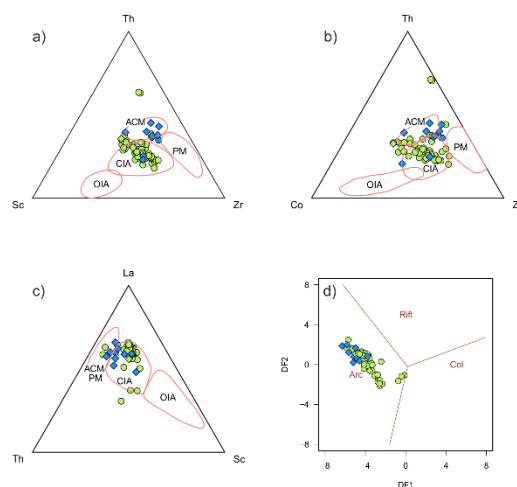 a)
Th
ACM
PM
CIA
OIA
Sc
Zr
b)
Th
ACM
PM
CIA
OIA
Co
Z
c)
La
ACM
PM
CIA
OIA
Th
Sc
d)
8
Rift
4
DF2
0
Col
Arc
-4
-8
8
4
0
4
8
DF1